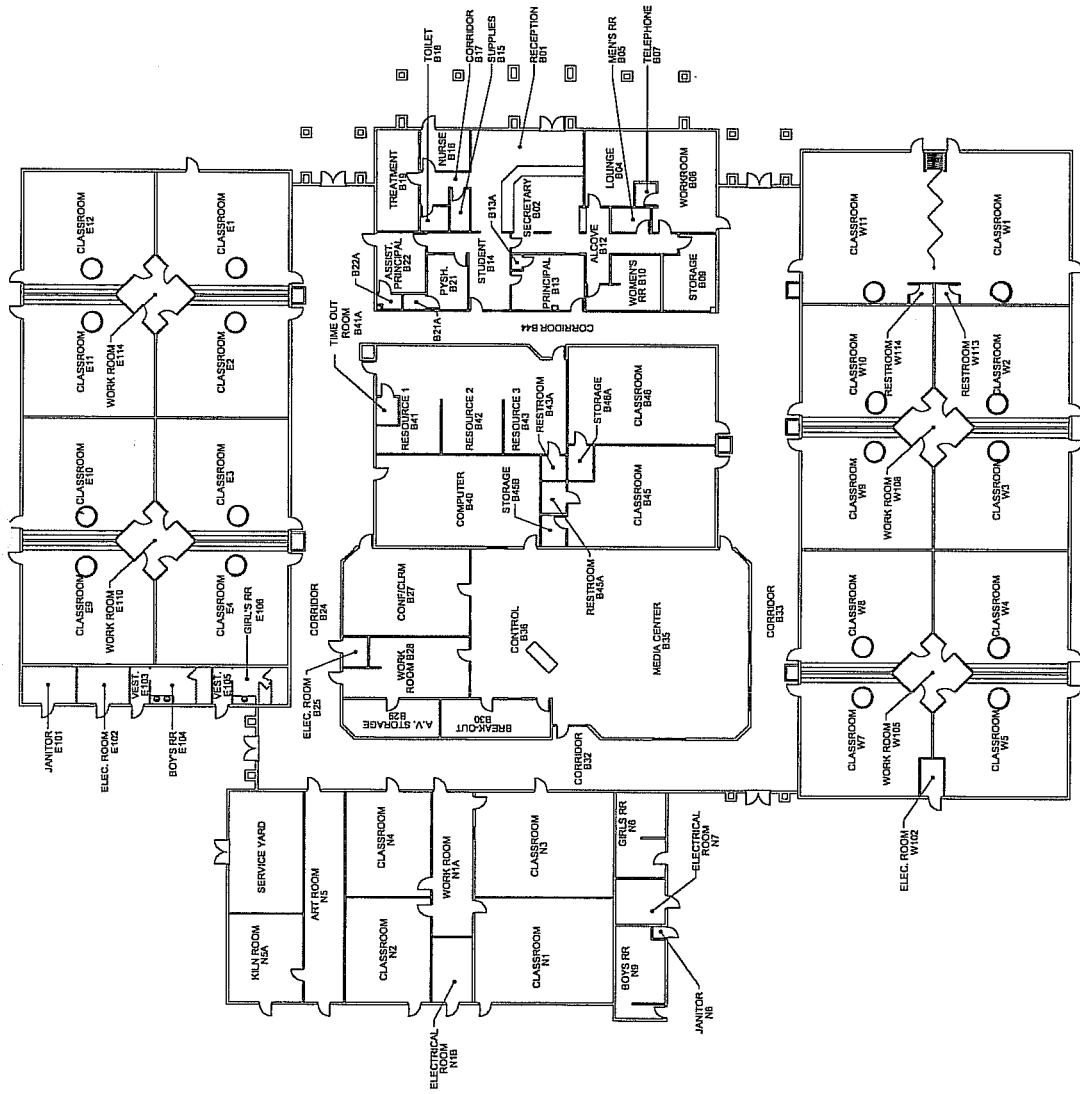 CLASSROOM
E12
CLASSROOM
E1
CLASSROOM
E11
WORK ROOM
E114
CLASSROOM
E2
CLASSROOM
E10
CLASSROOM
E3
CLASSROOM
E9
WORK ROOM
E110
CLASSROOM
E4
GIRL'S RR
E106
VEST.
E103
VEST.
E105
JANITOR
E101
ELEC. ROOM
E102
BOY'S RR
E104
TOILET
B18
CORRIDOR
B17
SUPPLIES
B15
RECEPTION
B01
MEN'S RR
B05
TELEPHONE
B07
TREATMENT
B19
NURSE
B16
LOUNGE
B04
WORKROOM
B06
SECRETARY
B02
B13A
ASSIST.
PRINCIPAL
B22
PYSH.
B21
STUDENT
B14
PRINCIPAL
B13
ALCOVE
B12
WOMEN'S
RR B10
STORAGE
B09
B22A
B21A
TIME OUT
ROOM
B41A
CORRIDOR B44
RESOURCE 1
B41
RESOURCE 2
B42
RESOURCE 3
B43
RESTROOM
B43A
STORAGE
B46A
CLASSROOM
B46
COMPUTER
B40
STORAGE
B45B
CLASSROOM
B45
RESTROOM
B45A
CORRIDOR
B24
CONF/CLRM
B27
WORK
ROOM B28
ELEC. ROOM
B25
A.V. STORAGE
B29
BREAK-OUT
B30
CONTROL
B36
MEDIA CENTER
B35
CORRIDOR
B33
CORRIDOR
B32
SERVICE YARD
KILN ROOM
N5A
ART ROOM
N5
CLASSROOM
N4
CLASSROOM
N2
WORK ROOM
N1A
ELECTRICAL
ROOM
N1B
CLASSROOM
N3
CLASSROOM
N1
GIRLS RR
N6
ELECTRICAL
ROOM
N7
BOYS RR
N9
JANITOR
N8
CLASSROOM
W11
CLASSROOM
W1
CLASSROOM
W10
RESTROOM
W114
RESTROOM
W113
CLASSROOM
W2
CLASSROOM
W9
WORK ROOM
W108
CLASSROOM
W3
CLASSROOM
W8
CLASSROOM
W4
CLASSROOM
W7
WORK ROOM
W105
CLASSROOM
W5
ELEC. ROOM
W102